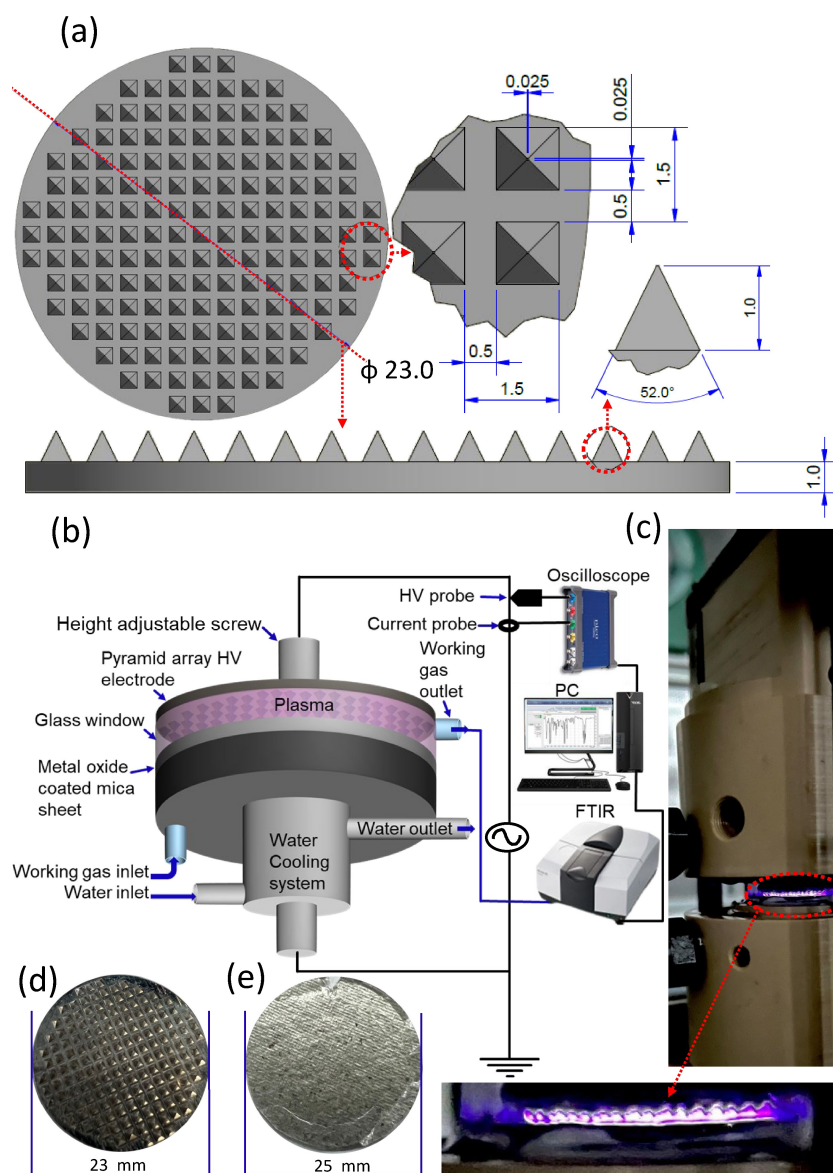 (a)
0.025
0.025
1.5
0.5
0.5
1.5
ϕ 23.0
1.0
52.0°
1.0
(b)
(c)
Oscilloscope
HV probe
Current probe
Height adjustable screw
Working
gas
outlet
Pyramid array HV
electrode
Plasma
PC
Glass window
Metal oxide
coated mica
sheet
FTIR
Water outlet
Water
Cooling
system
Working gas inlet
Water inlet
(d)
(e)
23 mm
25 mm